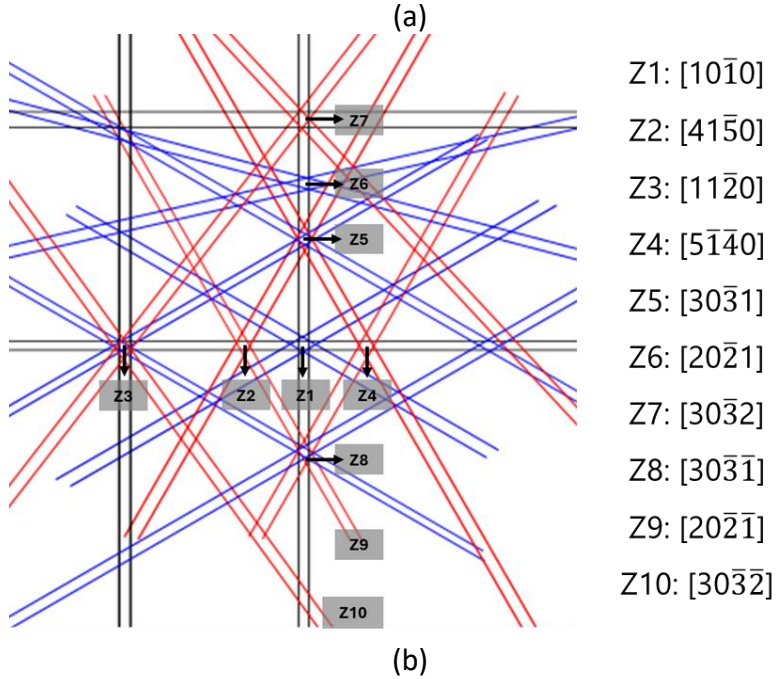 (a)
Z7
Z6
Z5
Z3
Z2
Z1
Z4
Z8
Z9
Z10
Z1: [101̅0]
Z2: [415̅0]
Z3: [112̅0]
Z4: [51̅4̅0]
Z5: [303̅1]
Z6: [202̅1]
Z7: [303̅2]
Z8: [303̅1̅]
Z9: [202̅1̅]
Z10: [303̅2̅]
(b)